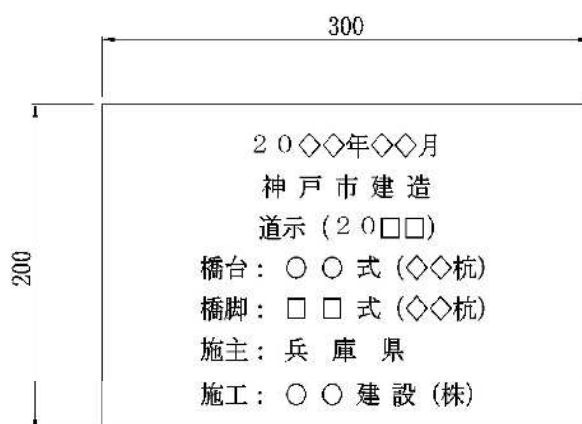 300
200
２０◇◇年◇◇月
神 戸 市 建 造
道示 (２０□□)
橋台： ○ ○ 式 (◇◇杭)
橋脚： □ □ 式 (◇◇杭)
施主： 兵 庫 県
施工： ○ ○ 建 設 (株)